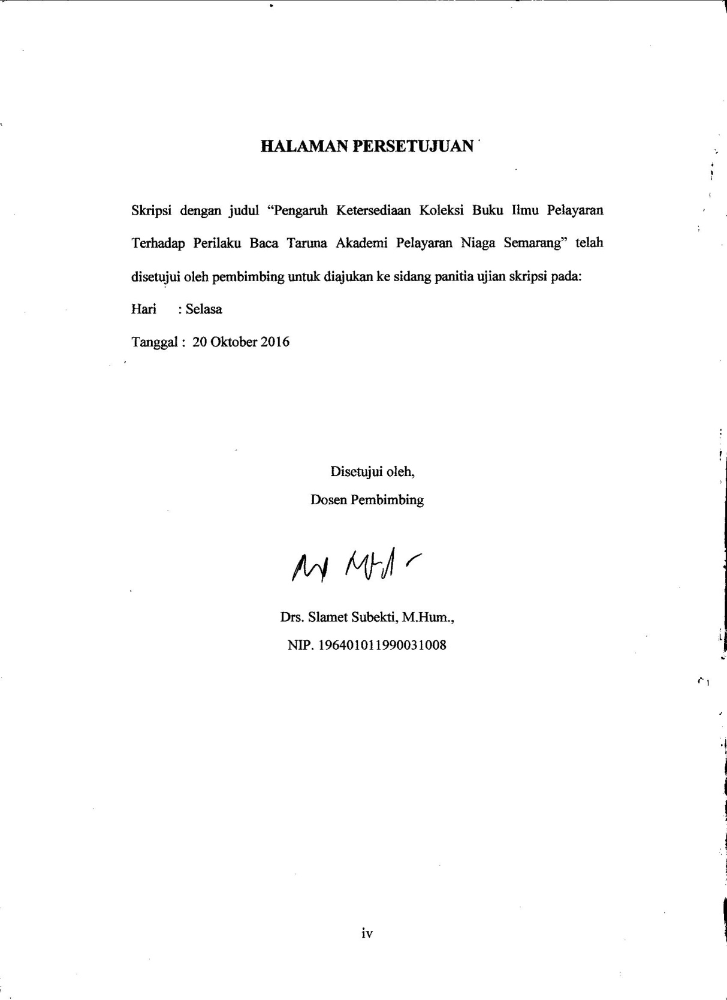 HALAMAN PERSETUJUAN
Skripsi dengan judul “Pengaruh Ketersediaan Koleksi Buku Ilmu Pelayaran
Terhadap Perilaku Baca Taruna Akademi Pelayaran Niaga Semarang” telah
disetujui oleh pembimbing untuk diajukan ke sidang panitia ujian skripsi pada:
Hari : Selasa
Tanggal : 20 Oktober 2016
Disetujui oleh,
Dosen Pembimbing
Drs. Slamet Subekti, M.Hum.,
NIP. 196401011990031008
iv